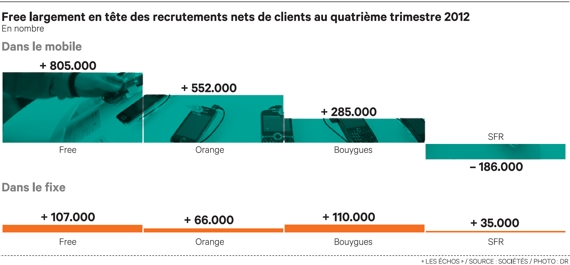 Free largement en tête des recrutements nets de clients au quatrième trimestre 2012
En nombre
Dans le mobile
+ 805.000
+ 552.000
+ 285.000
SFR
Free
Orange
Bouygues
– 186.000
Dans le fixe
+ 107.000
+ 66.000
+ 110.000
+ 35.000
Free
Orange
Bouygues
SFR
« LES ÉCHOS » / SOURCE : SOCIÉTÉS / PHOTO : DR